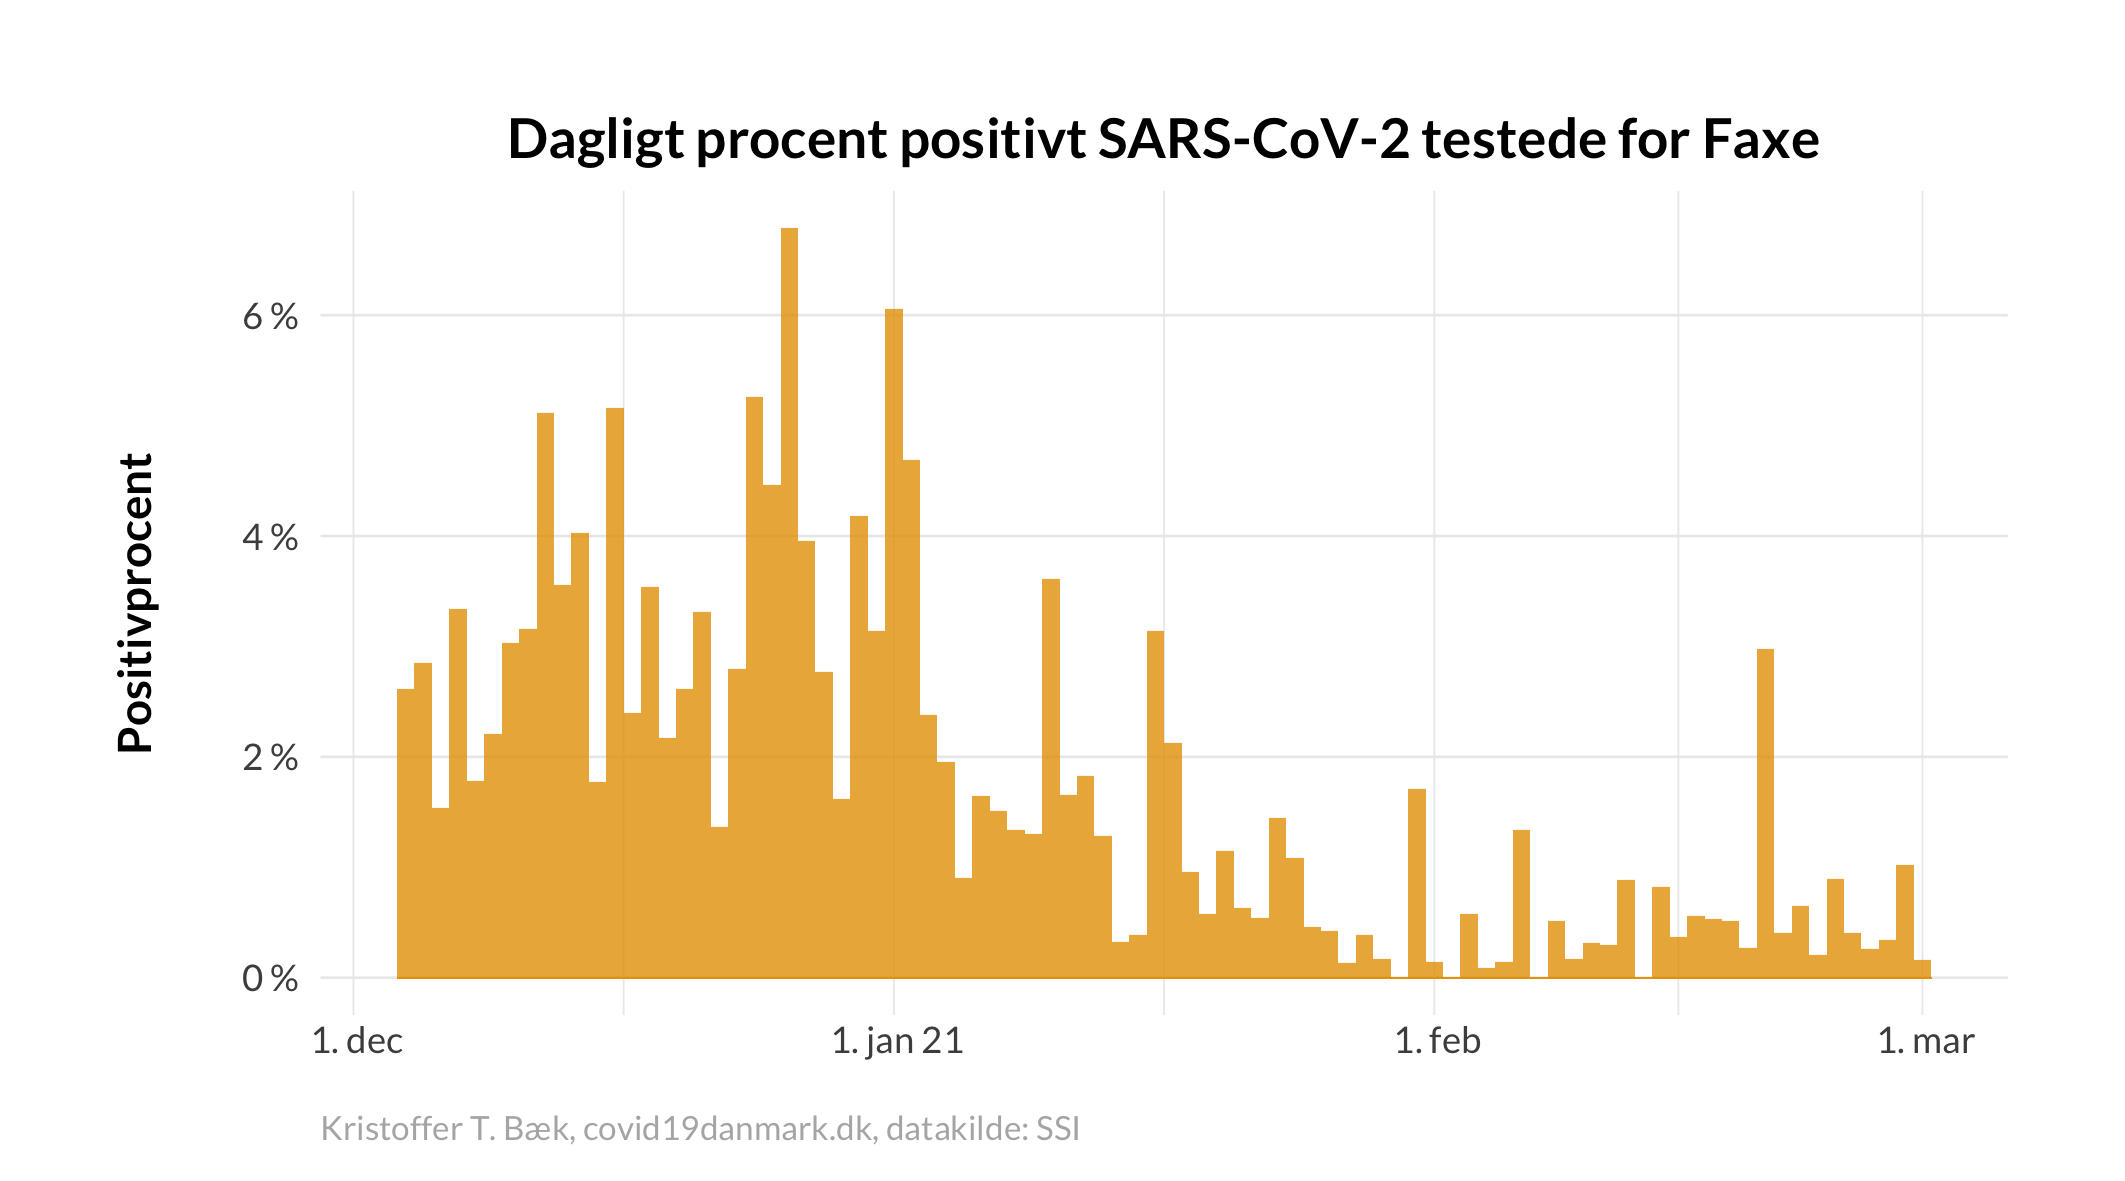 Dagligt procent positivt SARS-CoV-2 testede for Faxe
Positivprocent
6 %
4 %
2 %
0 %
1. dec
1. jan 21
1. feb
1. mar
Kristoffer T. Bæk, covid19danmark.dk, datakilde: SSI